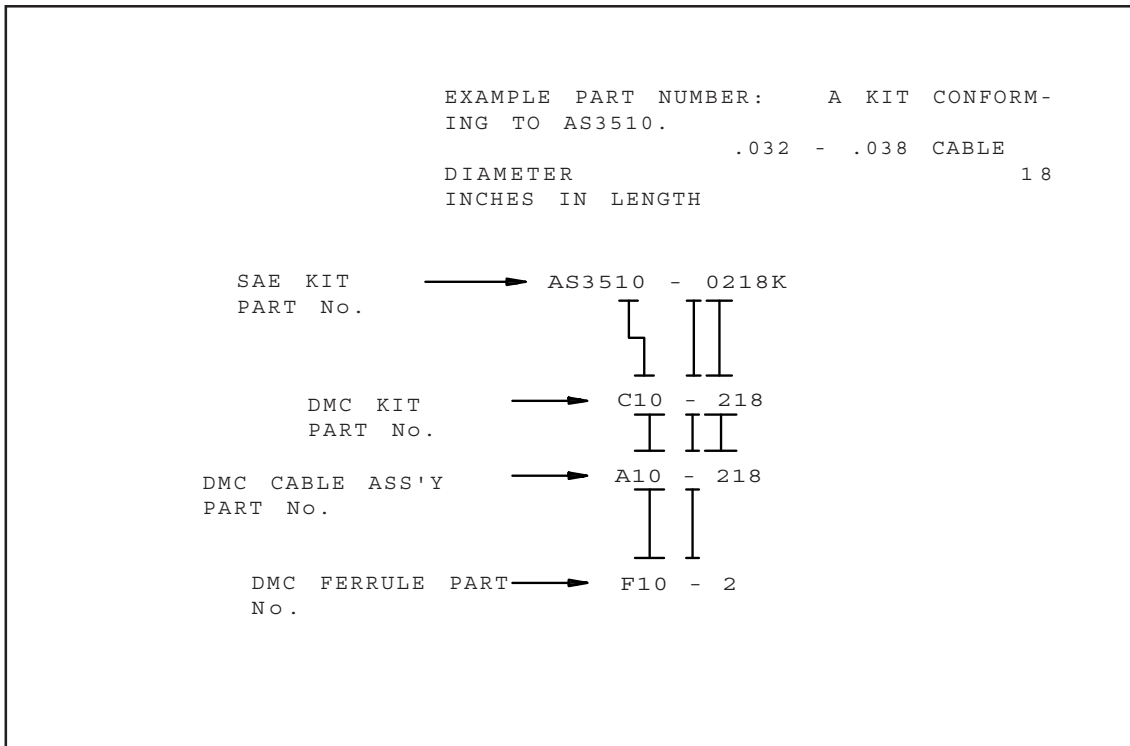 EXAMPLE PART NUMBER: A KIT CONFORM-
ING TO AS3510.
.032 - .038 CABLE
DIAMETER 18
INCHES IN LENGTH
SAE KIT AS3510 - 0218K
PART No.
DMC KIT C10 - 218
PART No.
DMC CABLE ASS'Y A10 - 218
PART No.
DMC FERRULE PART F10 - 2
No.